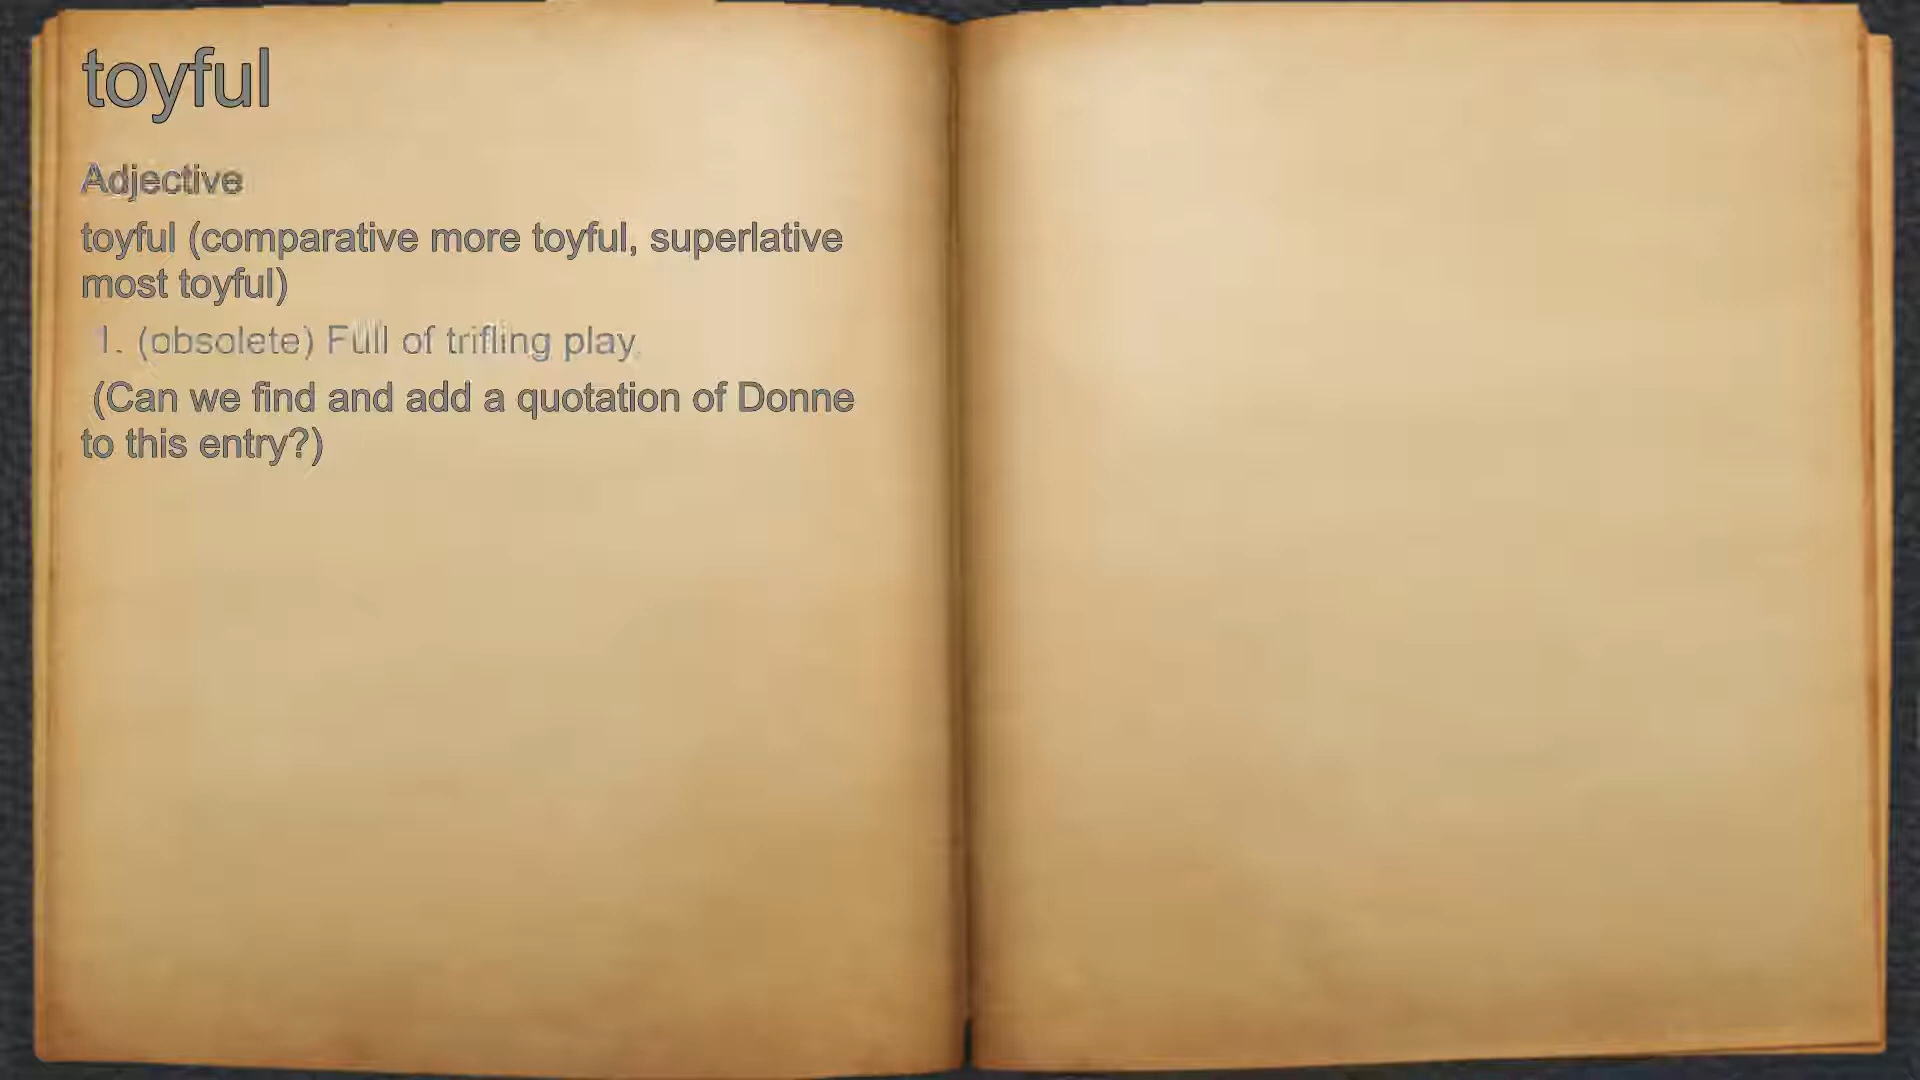 toyful
Adjective
toyful (comparative more toyful, superlative
most toyful)
1. (obsolete) Full of trifling play.
(Can we find and add a quotation of Donne
to this entry?)